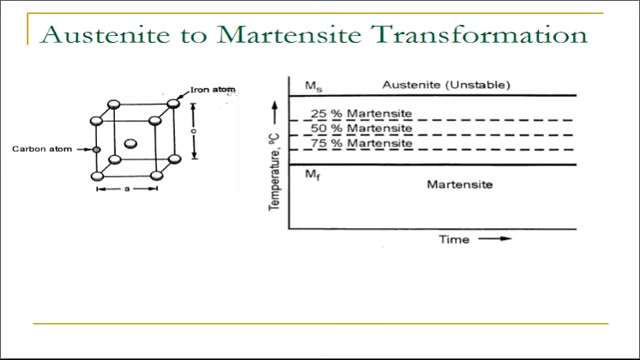 Austenite to Martensite Transformation
Iron atom
Carbon atom
c
a
Ms
Austenite (Unstable)
25 % Martensite
50 % Martensite
75 % Martensite
Mf
Martensite
Temperature, ºC
Time